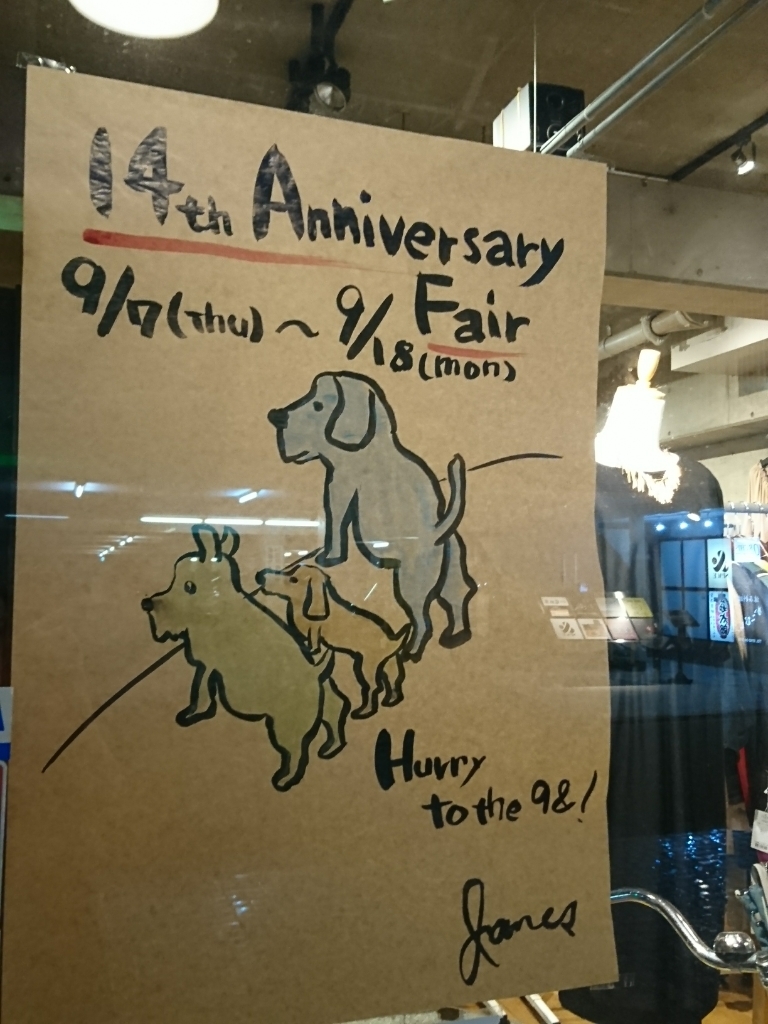 14th Anniversary
Fair
9/7(Thu)〜9/18(mon)
Hurry
to the 9&!
James